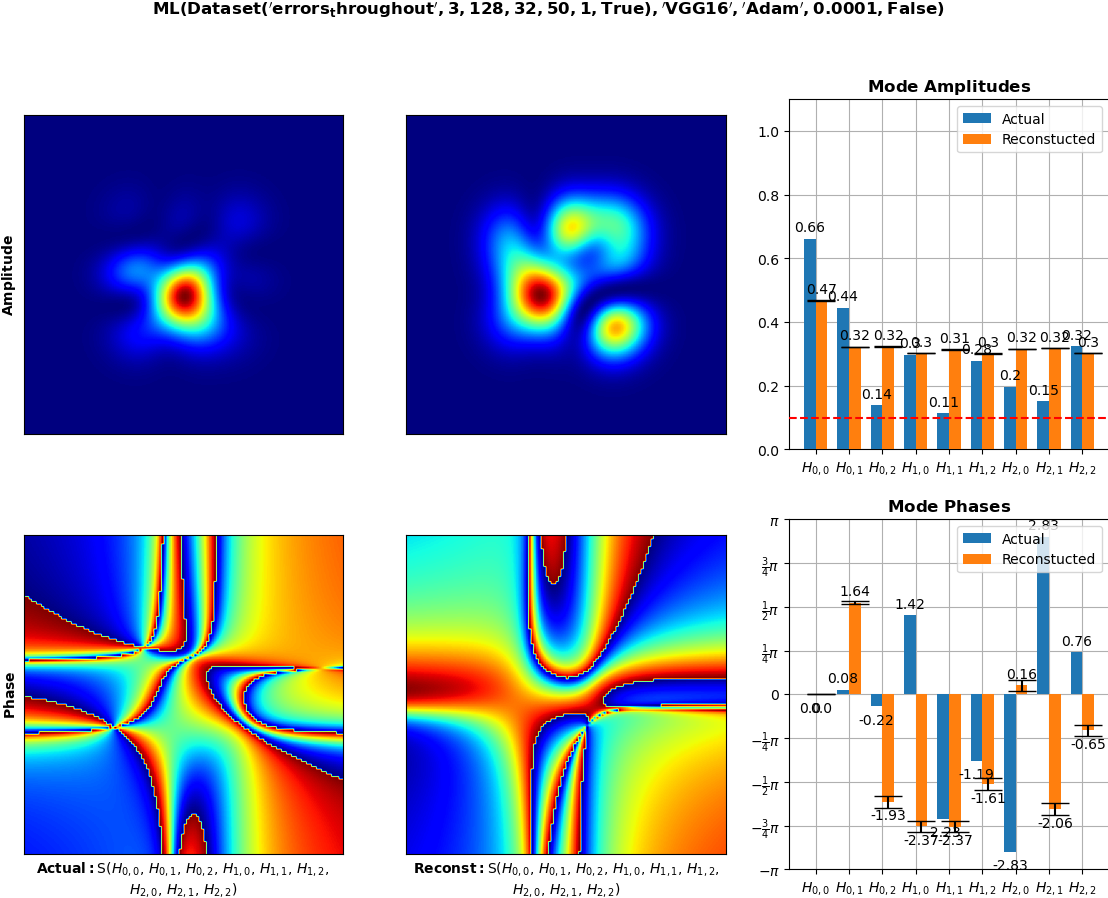 ML(Dataset('errors_throughout', 3, 128, 32, 50, 1, True), 'VGG16', 'Adam', 0.0001, False)
Amplitude
Mode Amplitudes
Actual
Reconstucted
1.0
0.8
0.6
0.4
0.2
0.0
0.66
0.47
0.44
0.32
0.14
0.32
0.3
0.3
0.11
0.31
0.28
0.3
0.2
0.32
0.15
0.32
0.32
0.3
H0,0 H0,1 H0,2 H1,0 H1,1 H1,2 H2,0 H2,1 H2,2
Phase
Mode Phases
Actual
Reconstucted
π
3/4π
1/2π
1/4π
0
−1/4π
−1/2π
−3/4π
−π
0.0
0.0
0.08
1.64
-0.22
-1.93
1.42
-2.37
-2.23
-2.37
-1.19
-1.61
-2.83
0.16
2.83
-2.06
0.76
-0.65
H0,0 H0,1 H0,2 H1,0 H1,1 H1,2 H2,0 H2,1 H2,2
Actual: S(H0,0, H0,1, H0,2, H1,0, H1,1, H1,2,
H2,0, H2,1, H2,2)
Reconst: S(H0,0, H0,1, H0,2, H1,0, H1,1, H1,2,
H2,0, H2,1, H2,2)